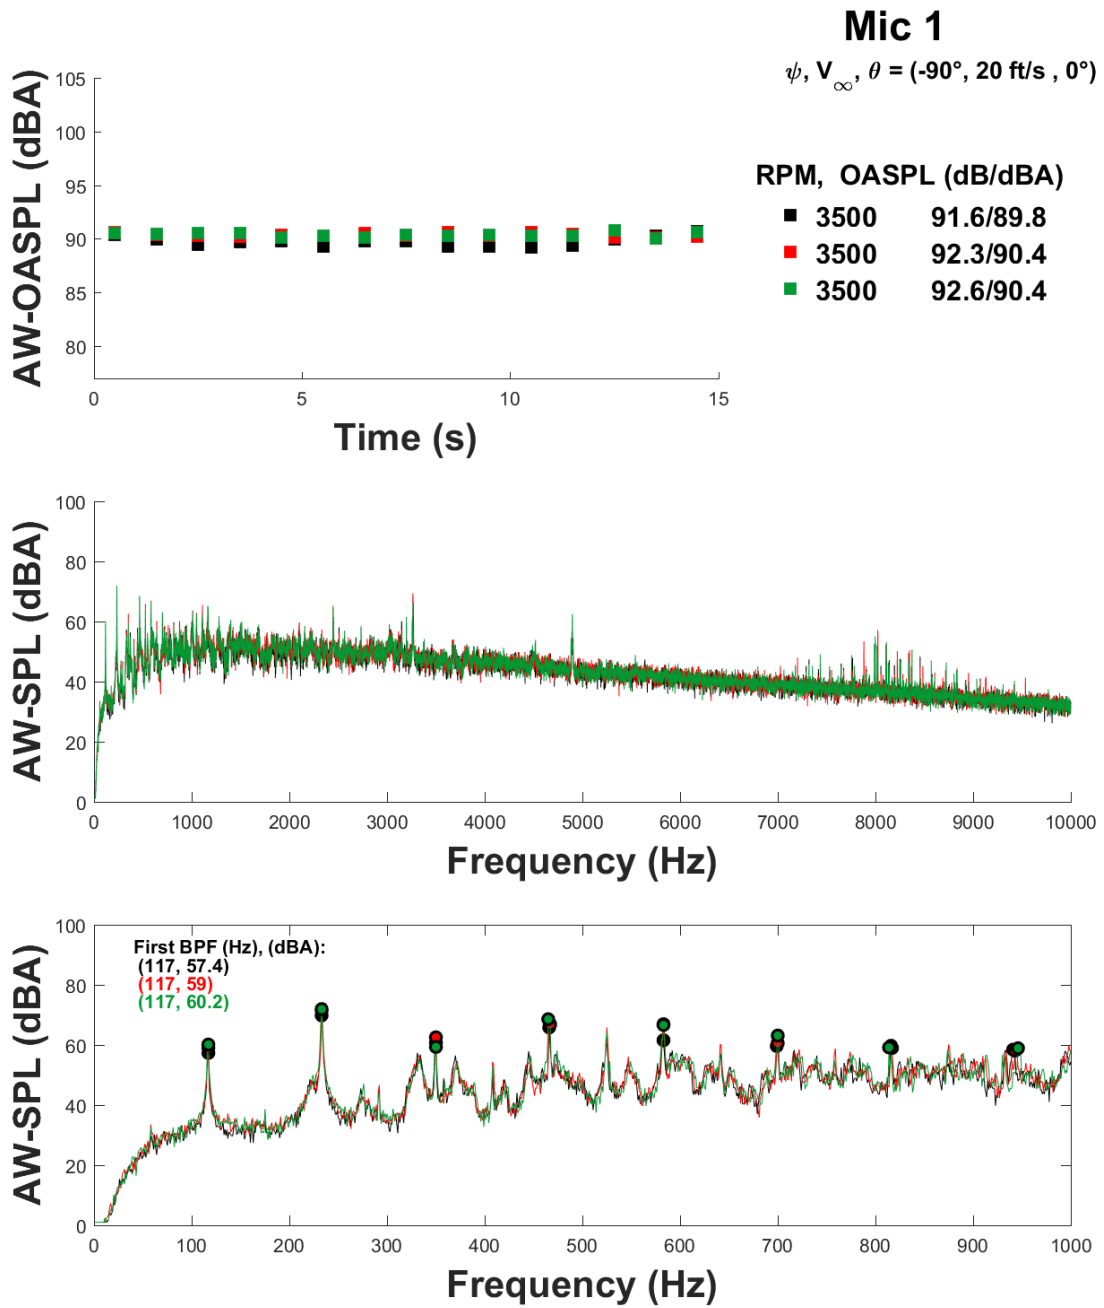 Mic 1
ψ, V∞, θ = (-90°, 20 ft/s , 0°)
RPM, OASPL (dB/dBA)
3500 91.6/89.8
3500 92.3/90.4
3500 92.6/90.4
AW-OASPL (dBA)
105
100
95
90
85
80
0 5 10 15
Time (s)
AW-SPL (dBA)
100
80
60
40
20
0
0 1000 2000 3000 4000 5000 6000 7000 8000 9000 10000
Frequency (Hz)
AW-SPL (dBA)
100
80
60
40
20
0
First BPF (Hz), (dBA):
(117, 57.4)
(117, 59)
(117, 60.2)
0 100 200 300 400 500 600 700 800 900 1000
Frequency (Hz)